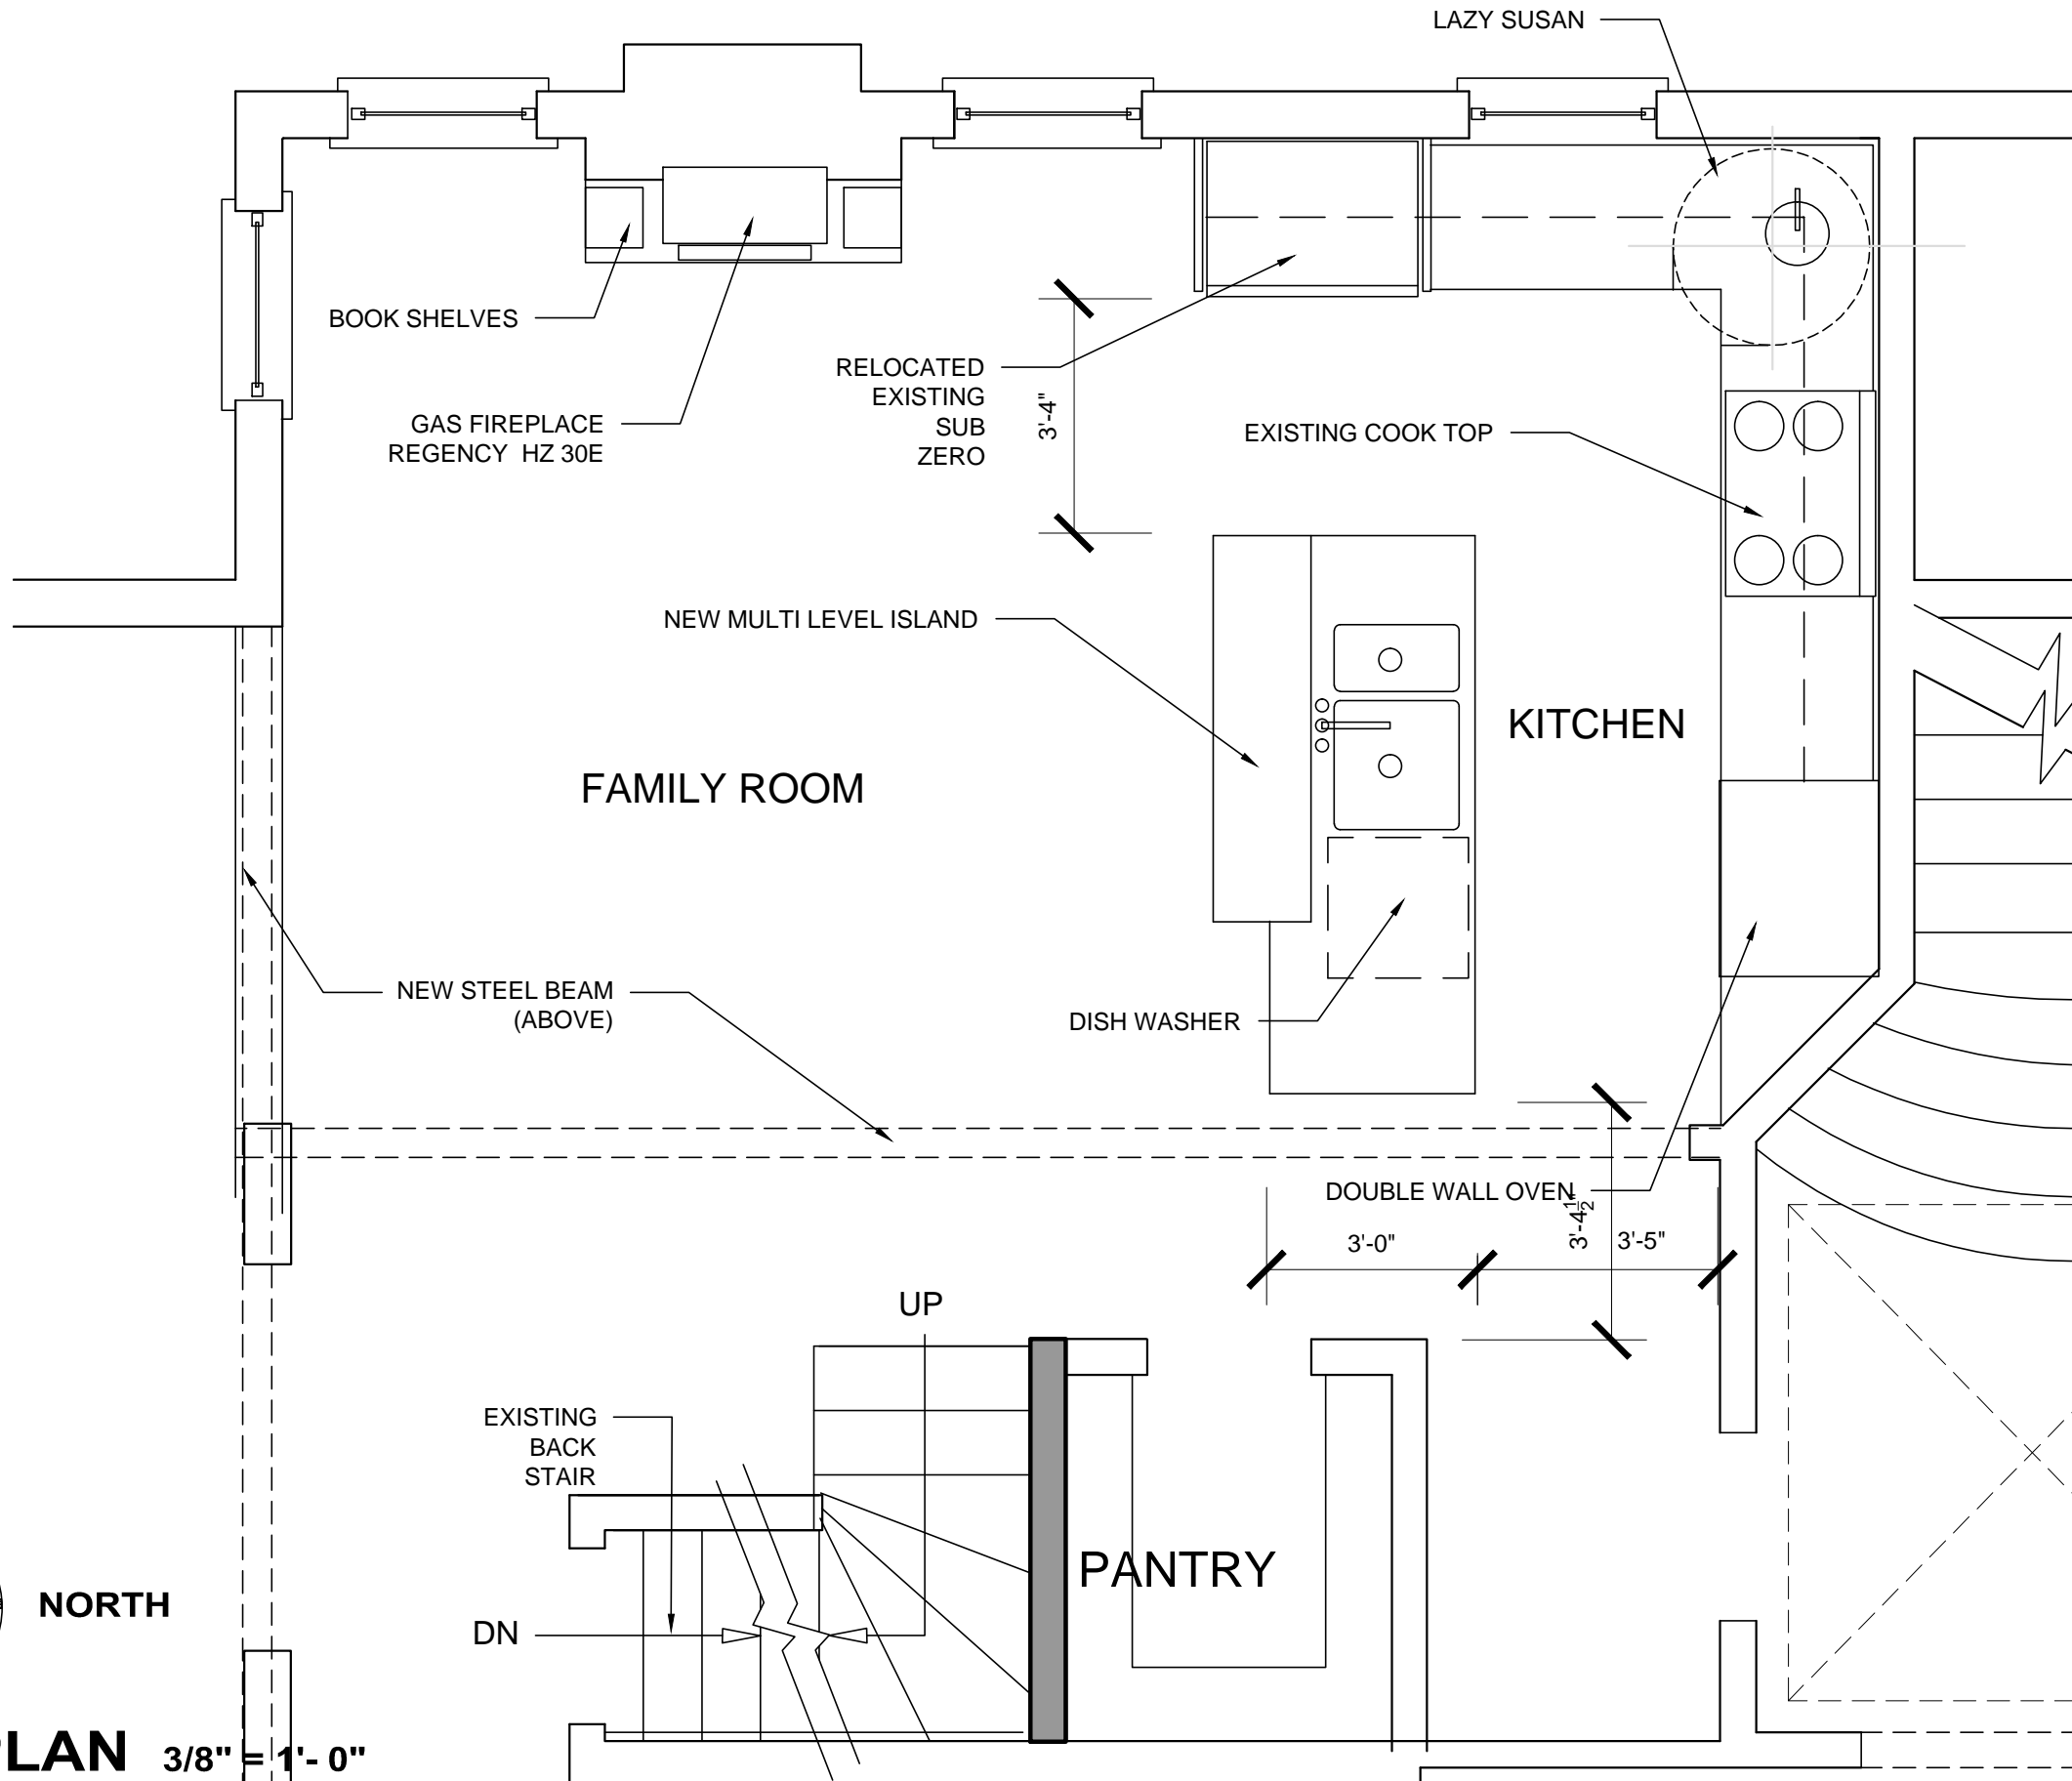 LAZY SUSAN
BOOK SHELVES
RELOCATED
EXISTING
SUB
ZERO
3'-4"
GAS FIREPLACE
REGENCY  HZ 30E
EXISTING COOK TOP
NEW MULTI LEVEL ISLAND
KITCHEN
FAMILY ROOM
NEW STEEL BEAM
(ABOVE)
DISH WASHER
DOUBLE WALL OVEN
3'-0"
3'-4½"
3'-5"
UP
EXISTING
BACK
STAIR
PANTRY
NORTH
DN
PLAN 3/8" = 1'- 0"